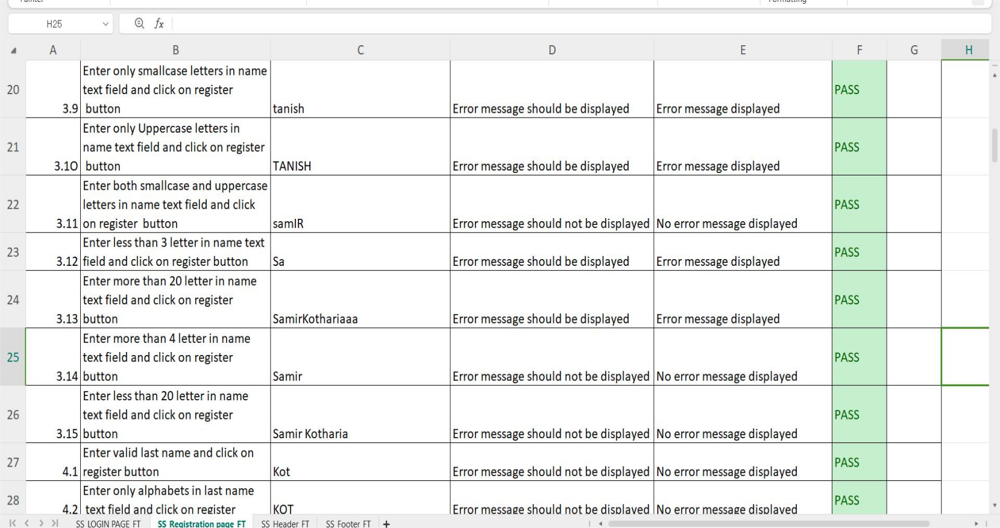 Painter
Formatting
H25
fx
A B C D E F G H
20
3.9
Enter only smallcase letters in name
text field and click on register
button
tanish
Error message should be displayed
Error message displayed
PASS
21
3.1O
Enter only Uppercase letters in
name text field and click on register
button
TANISH
Error message should be displayed
Error message displayed
PASS
22
3.11
Enter both smallcase and uppercase
letters in name text field and click
on register button
samIR
Error message should not be displayed
No error message displayed
PASS
23
3.12
Enter less than 3 letter in name text
field and click on register button
Sa
Error message should be displayed
Error message displayed
PASS
24
3.13
Enter more than 20 letter in name
text field and click on register
button
SamirKothariaaa
Error message should be displayed
Error message displayed
PASS
25
3.14
Enter more than 4 letter in name
text field and click on register
button
Samir
Error message should not be displayed
No error message displayed
PASS
26
3.15
Enter less than 20 letter in name
text field and click on register
button
Samir Kotharia
Error message should not be displayed
No error message displayed
PASS
27
4.1
Enter valid last name and click on
register button
Kot
Error message should not be displayed
No error message displayed
PASS
28
4.2
Enter only alphabets in last name
text field and click on register
KOT
Error message should not be displayed
No error message displayed
PASS
SS LOGIN PAGE FT SS Registration page FT SS Header FT SS Footer FT +